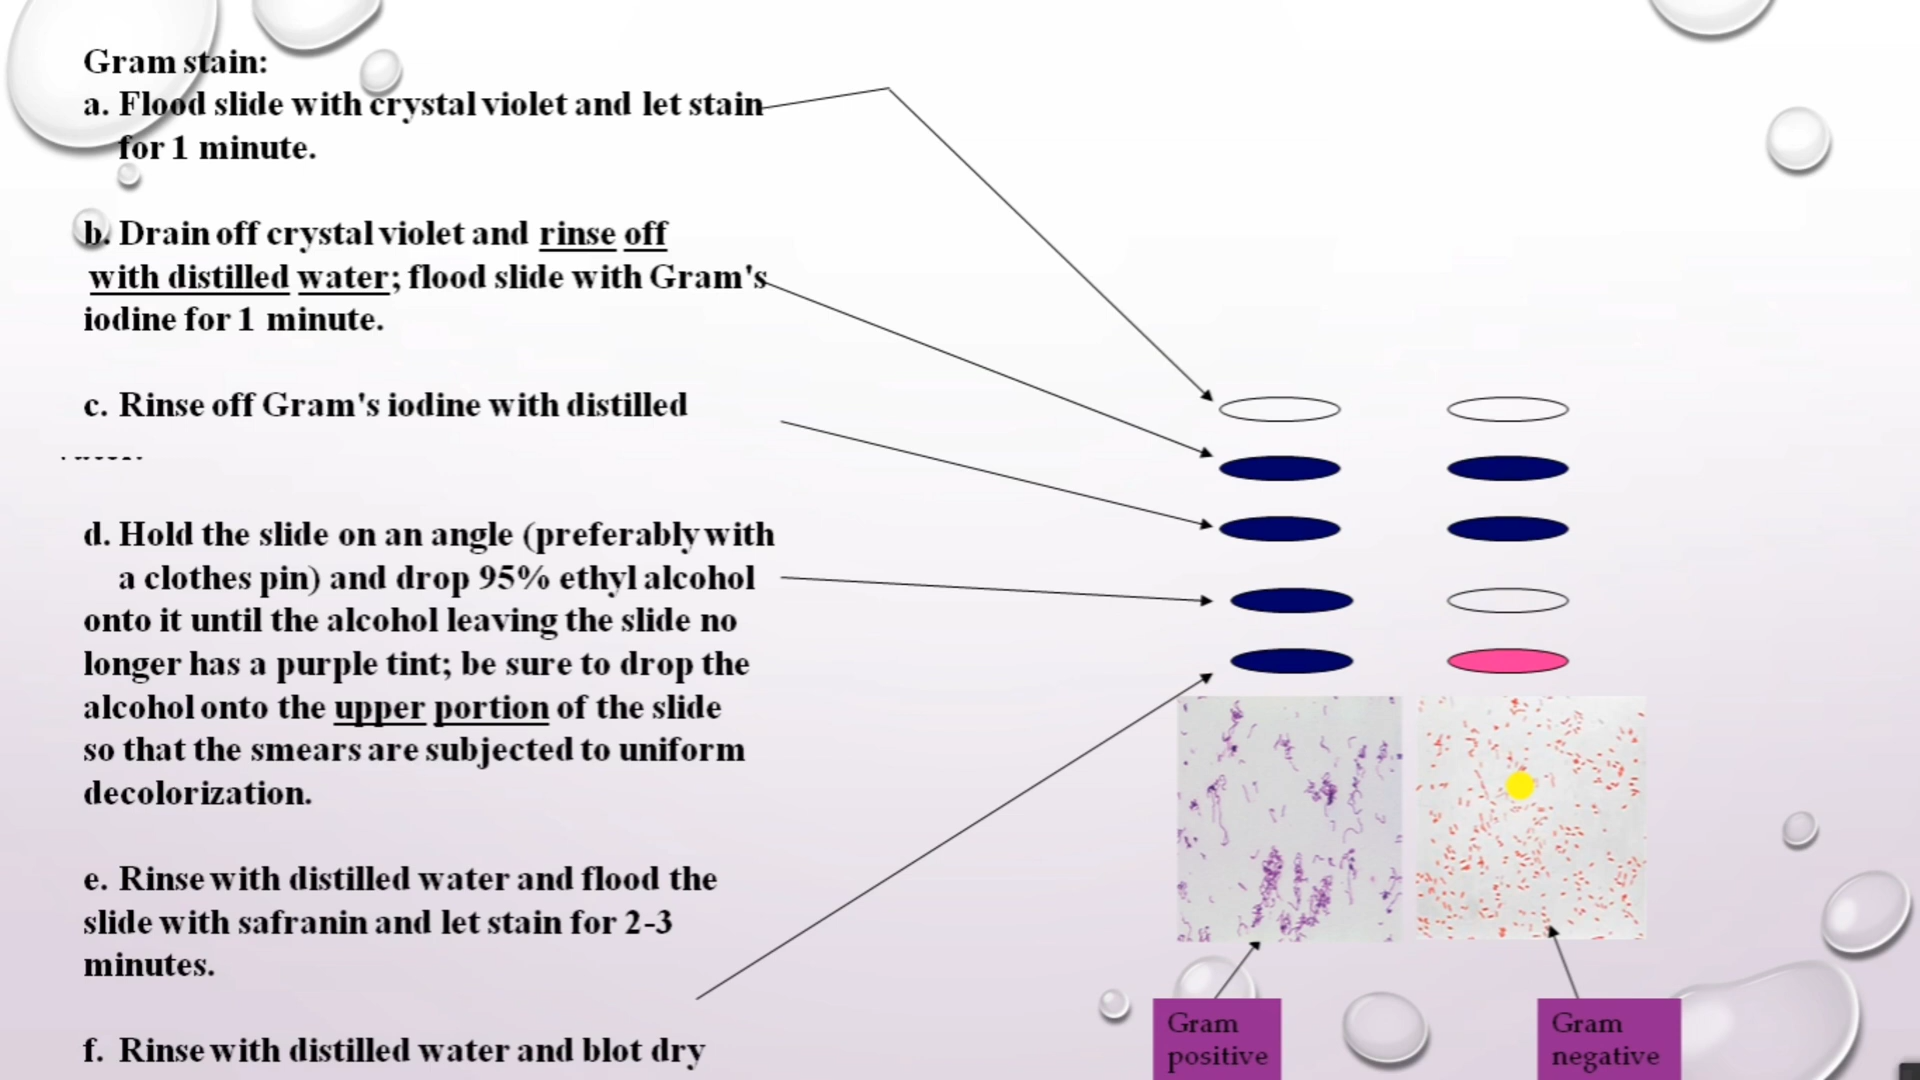 Gram stain:
a. Flood slide with crystal violet and let stain
for 1 minute.
b. Drain off crystal violet and rinse off
with distilled water; flood slide with Gram's
iodine for 1 minute.
c. Rinse off Gram's iodine with distilled
d. Hold the slide on an angle (preferably with
a clothes pin) and drop 95% ethyl alcohol
onto it until the alcohol leaving the slide no
longer has a purple tint; be sure to drop the
alcohol onto the upper portion of the slide
so that the smears are subjected to uniform
decolorization.
e. Rinse with distilled water and flood the
slide with safranin and let stain for 2-3
minutes.
f. Rinse with distilled water and blot dry
Gram
positive
Gram
negative